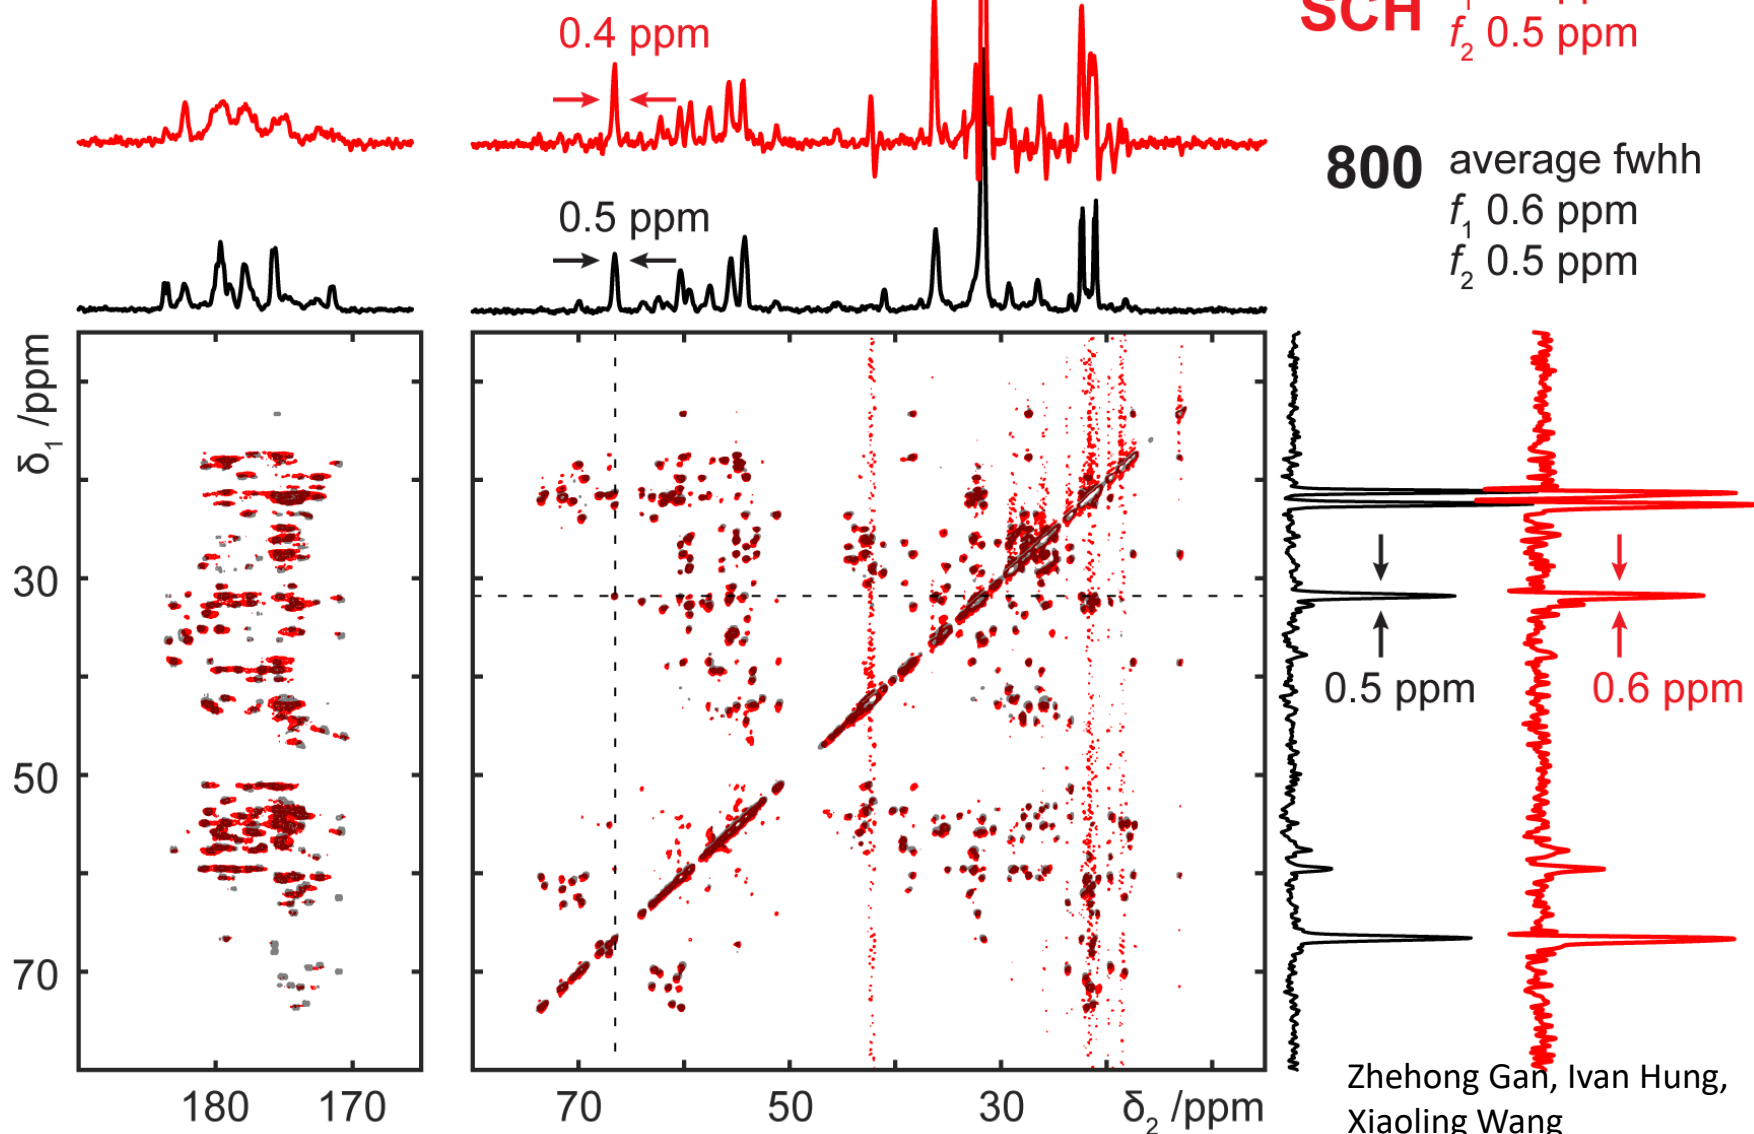 0.4 ppm
SCH
f2 0.5 ppm
0.5 ppm
800
average fwhh
f1 0.6 ppm
f2 0.5 ppm
δ1 /ppm
30
50
70
0.5 ppm
0.6 ppm
180
170
70
50
30
δ2 /ppm
Zhehong Gan, Ivan Hung,
Xiaoling Wang